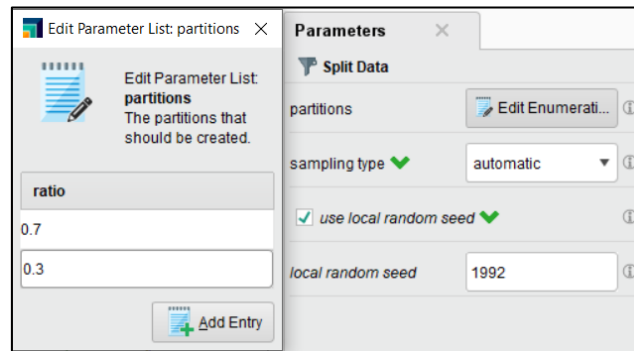 Edit Parameter List: partitions
Edit Parameter List:
partitions
The partitions that
should be created.
ratio
0.7
0.3
Add Entry
Parameters
Split Data
partitions
Edit Enumerati...
sampling type
automatic
use local random seed
local random seed
1992